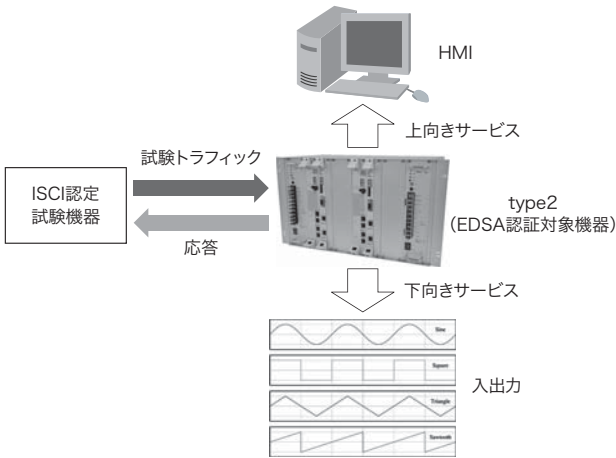 HMI
上向きサービス
試験トラフィック
ISCI認定
試験機器
応答
type2
(EDSA認証対象機器)
下向きサービス
Sine
Square
Triangle
Sawtooth
入出力